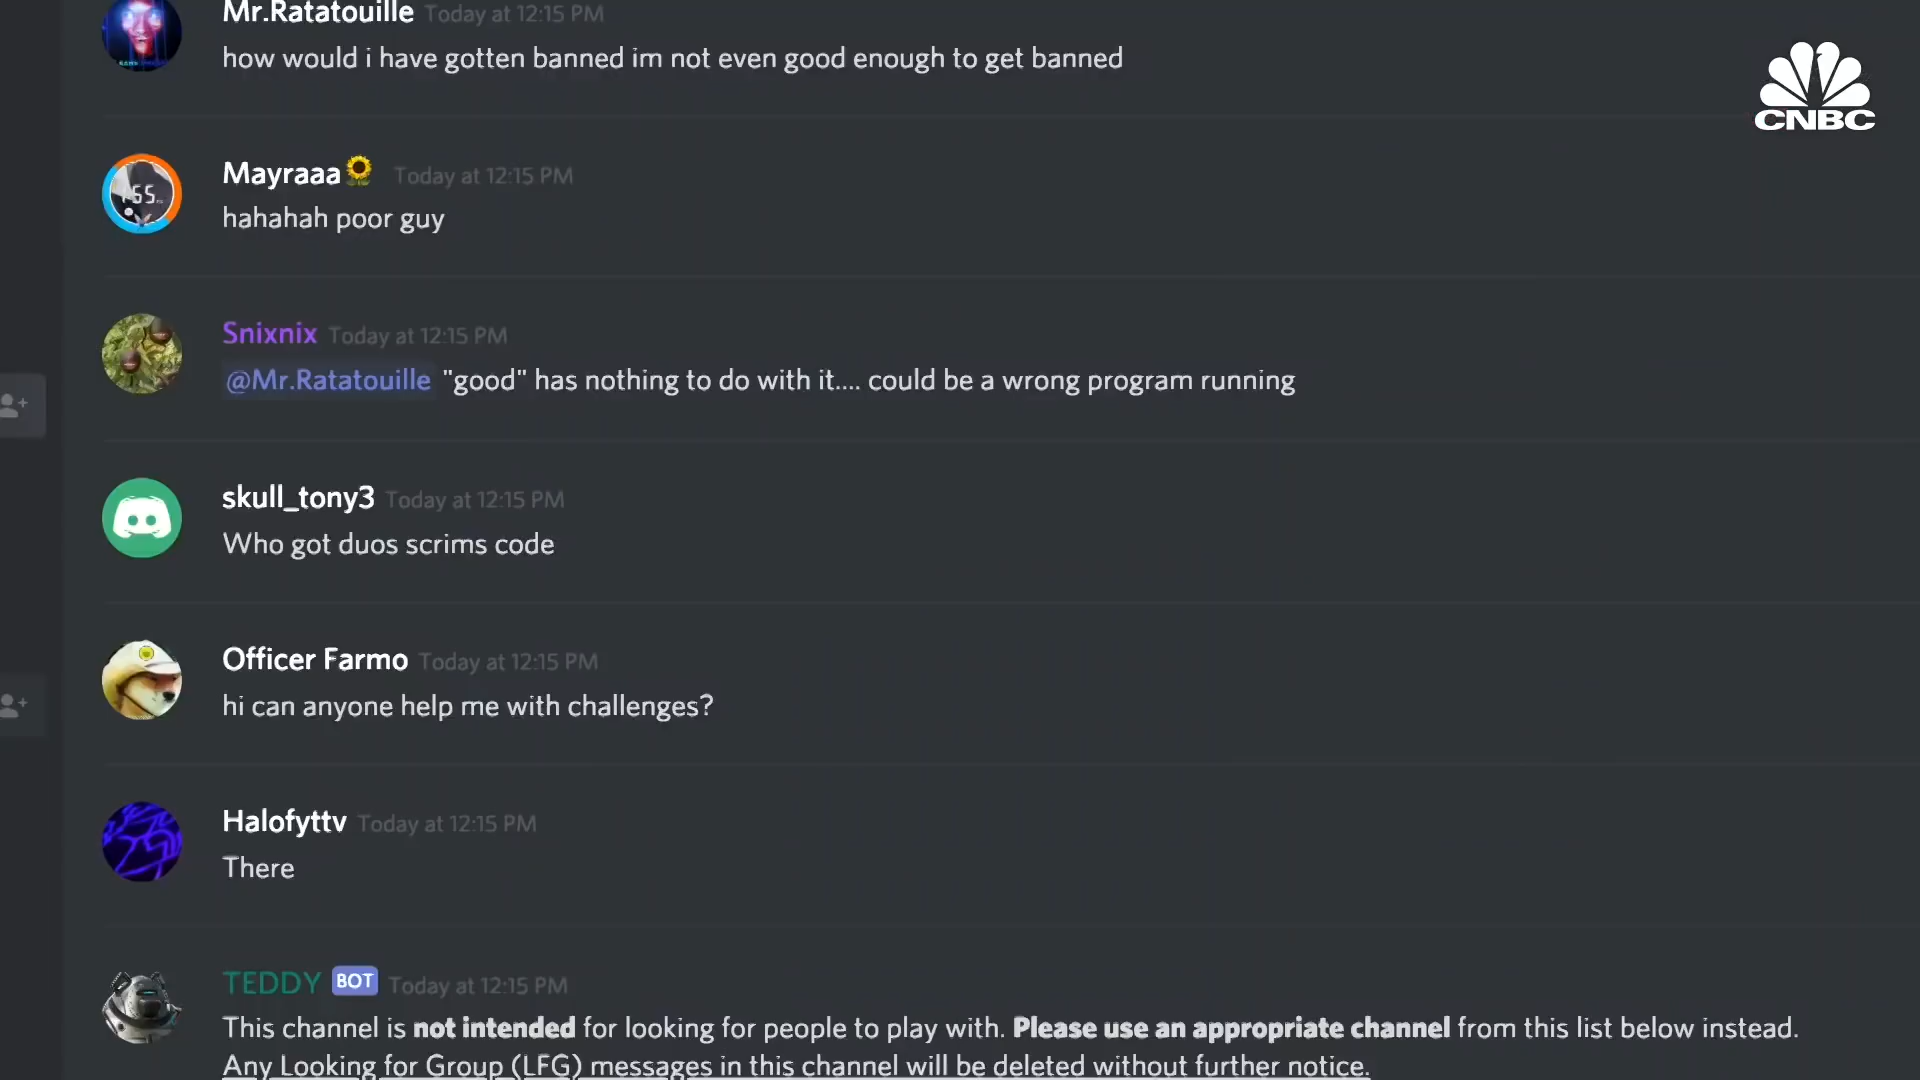 Mr.Ratatouille Today at 12:15 PM
how would i have gotten banned im not even good enough to get banned
CNBC
Mayraaa🌻 Today at 12:15 PM
hahahah poor guy
Snixnix Today at 12:15 PM
@Mr.Ratatouille "good" has nothing to do with it.... could be a wrong program running
skull_tony3 Today at 12:15 PM
Who got duos scrims code
Officer Farmo Today at 12:15 PM
hi can anyone help me with challenges?
Halofyttv Today at 12:15 PM
There
TEDDY BOT Today at 12:15 PM
This channel is not intended for looking for people to play with. Please use an appropriate channel from this list below instead.
Any Looking for Group (LFG) messages in this channel will be deleted without further notice.